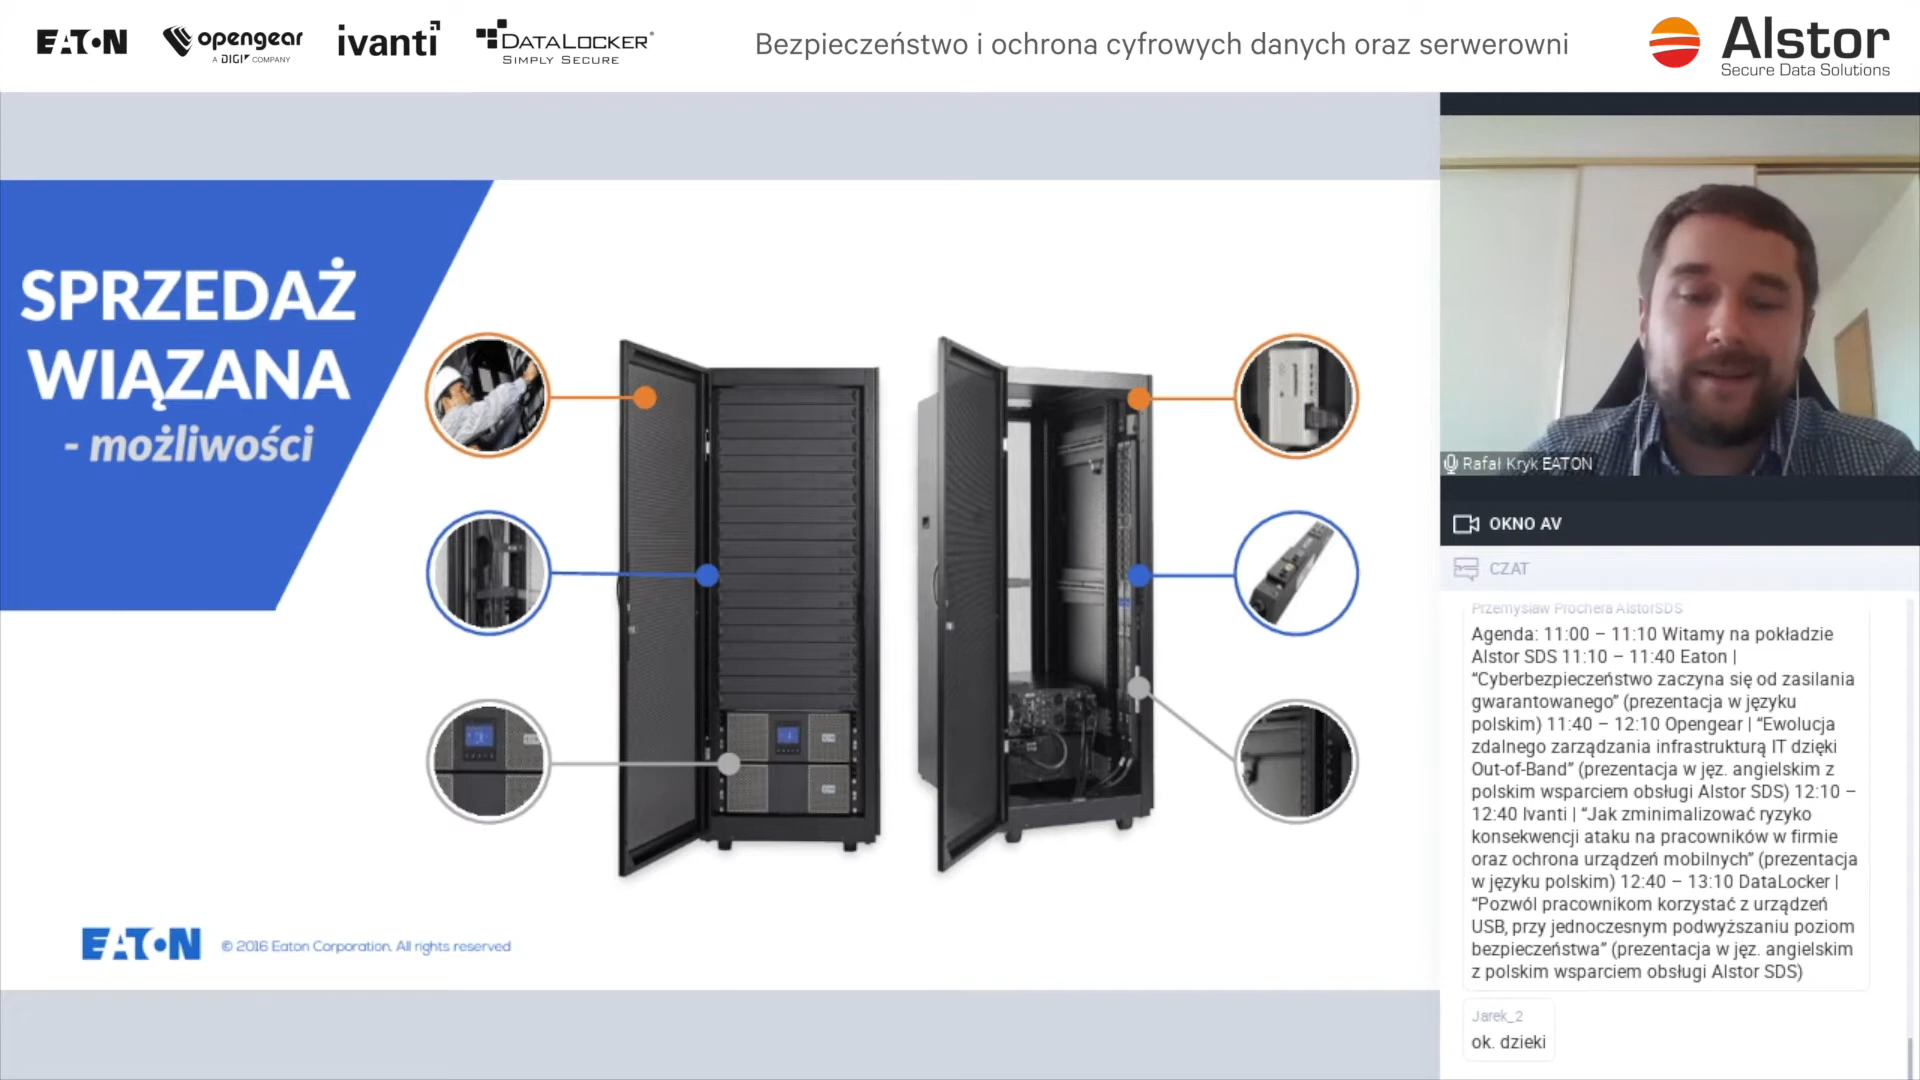 EATON
opengear
A DIGI COMPANY
ivanti
DATALOCKER
SIMPLY SECURE
Bezpieczeństwo i ochrona cyfrowych danych oraz serwerowni
Alstor
Secure Data Solutions
SPRZEDAŻ
WIĄZANA
- możliwości
EATON
© 2016 Eaton Corporation. All rights reserved
Rafał Kryk EATON
OKNO AV
CZAT
Przemysław Prochera AlstorSDS
Agenda: 11:00 – 11:10 Witamy na pokładzie
Alstor SDS 11:10 – 11:40 Eaton |
“Cyberbezpieczeństwo zaczyna się od zasilania
gwarantowanego” (prezentacja w języku
polskim) 11:40 – 12:10 Opengear | “Ewolucja
zdalnego zarządzania infrastrukturą IT dzięki
Out-of-Band” (prezentacja w jęz. angielskim z
polskim wsparciem obsługi Alstor SDS) 12:10 –
12:40 Ivanti | “Jak zminimalizować ryzyko
konsekwencji ataku na pracowników w firmie
oraz ochrona urządzeń mobilnych” (prezentacja
w języku polskim) 12:40 – 13:10 DataLocker |
“Pozwól pracownikom korzystać z urządzeń
USB, przy jednoczesnym podwyższaniu poziom
bezpieczeństwa” (prezentacja w jęz. angielskim
z polskim wsparciem obsługi Alstor SDS)
Jarek_2
ok. dzieki